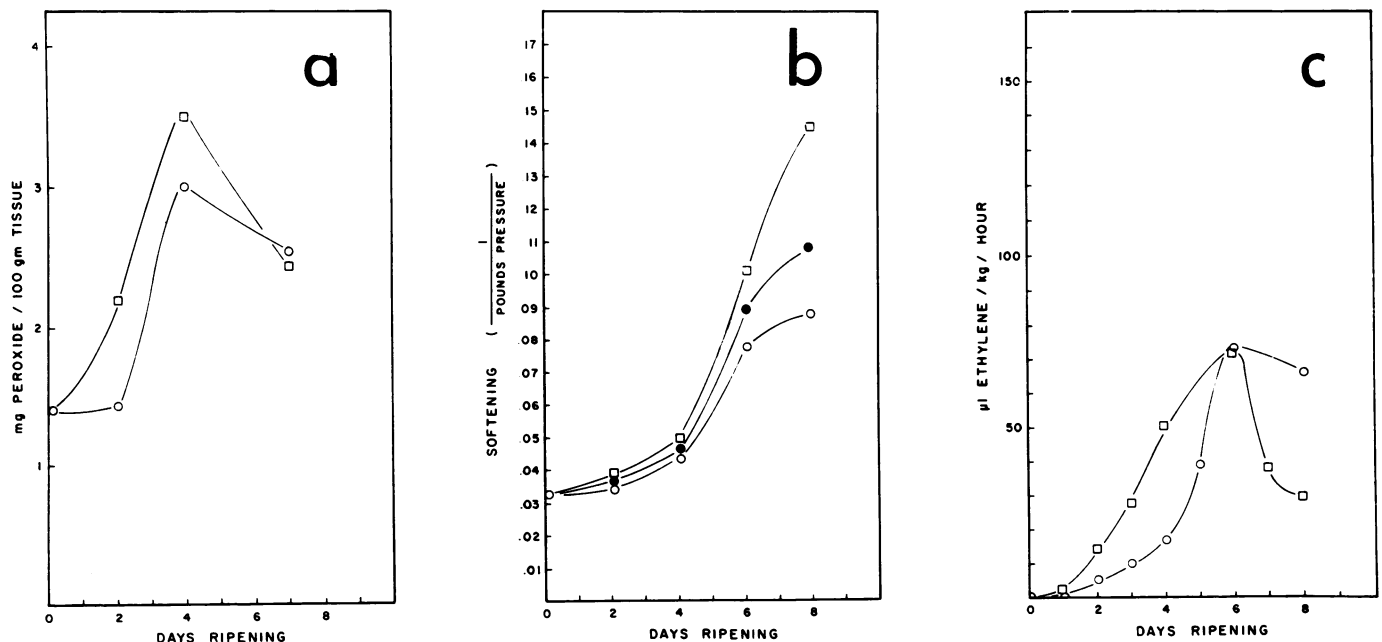 a
4
3
2
1
mg PEROXIDE / 100 gm TISSUE
0 2 4 6 8
DAYS RIPENING
b
.17
.16
.15
.14
.13
.12
.11
.10
.09
.08
.07
.06
.05
.04
.03
.02
.01
SOFTENING ( 1 / POUNDS PRESSURE )
0 2 4 6 8
DAYS RIPENING
c
150
100
50
µl ETHYLENE / kg / HOUR
0 2 4 6 8
DAYS RIPENING